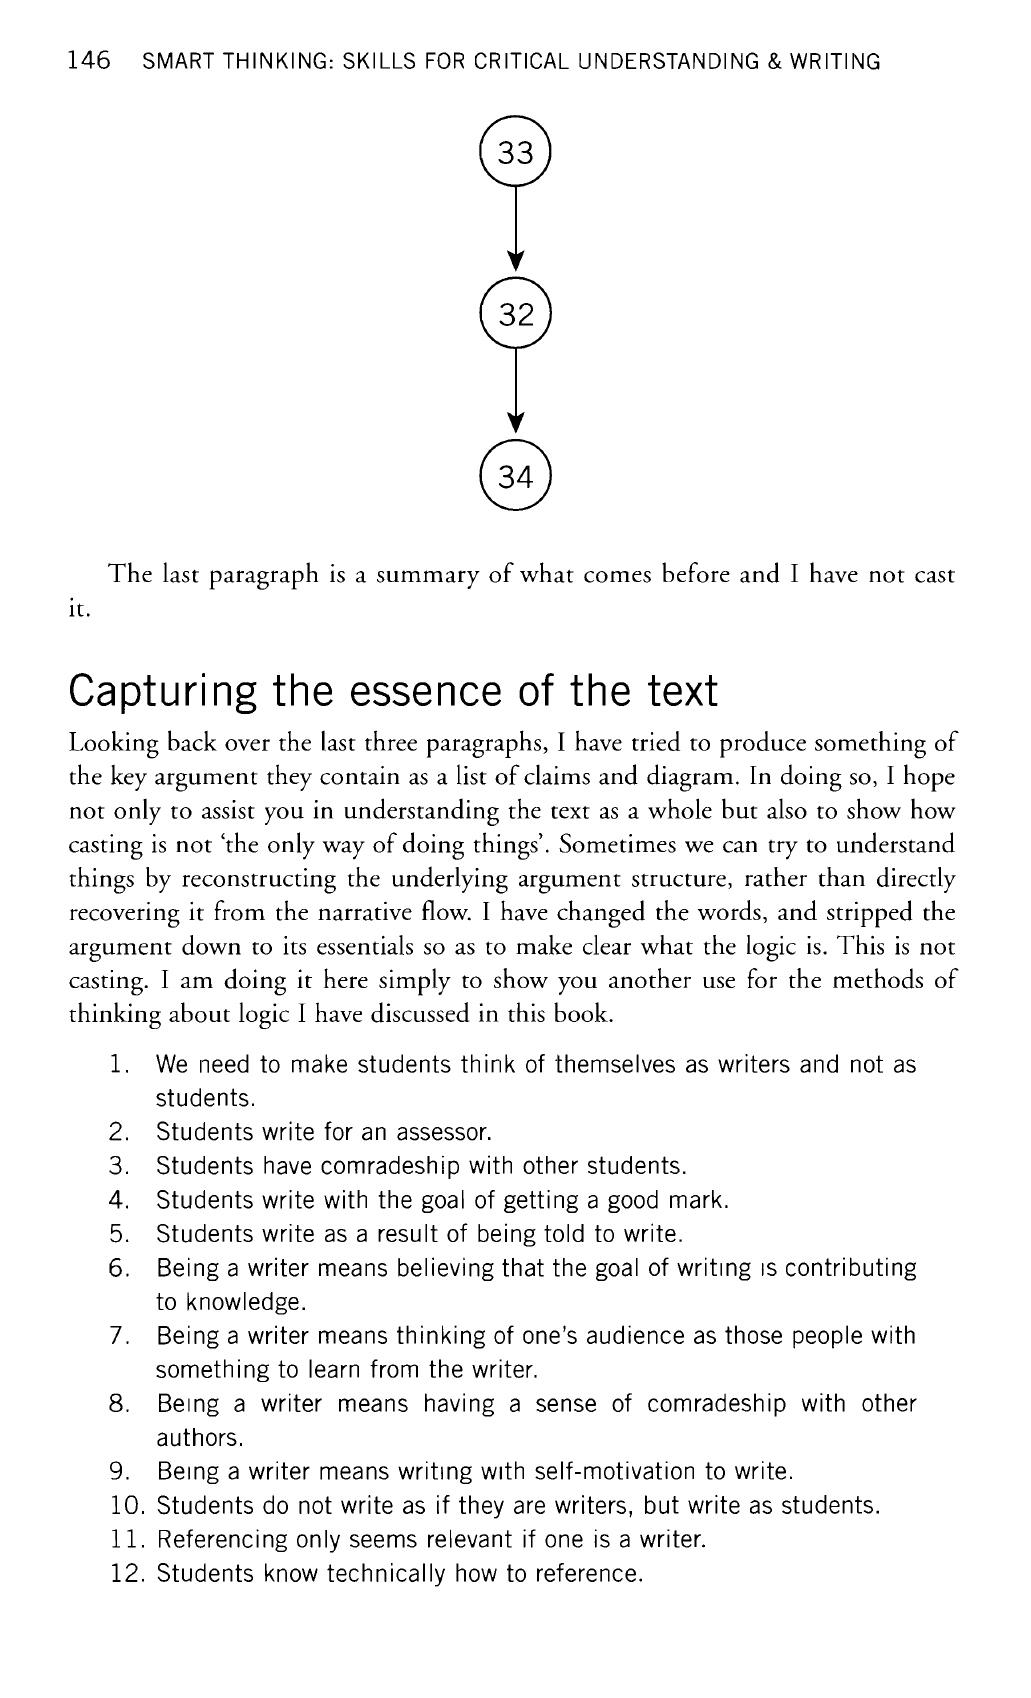 146 SMART THINKING: SKILLS FOR CRITICAL UNDERSTANDING & WRITING
33
32
34
The last paragraph is a summary of what comes before and I have not cast
it.
Capturing the essence of the text
Looking back over the last three paragraphs, I have tried to produce something of
the key argument they contain as a list of claims and diagram. In doing so, I hope
not only to assist you in understanding the text as a whole but also to show how
casting is not ‘the only way of doing things’. Sometimes we can try to understand
things by reconstructing the underlying argument structure, rather than directly
recovering it from the narrative flow. I have changed the words, and stripped the
argument down to its essentials so as to make clear what the logic is. This is not
casting. I am doing it here simply to show you another use for the methods of
thinking about logic I have discussed in this book.
1. We need to make students think of themselves as writers and not as
students.
2. Students write for an assessor.
3. Students have comradeship with other students.
4. Students write with the goal of getting a good mark.
5. Students write as a result of being told to write.
6. Being a writer means believing that the goal of writing is contributing
to knowledge.
7. Being a writer means thinking of one’s audience as those people with
something to learn from the writer.
8. Being a writer means having a sense of comradeship with other
authors.
9. Being a writer means writing with self-motivation to write.
10. Students do not write as if they are writers, but write as students.
11. Referencing only seems relevant if one is a writer.
12. Students know technically how to reference.